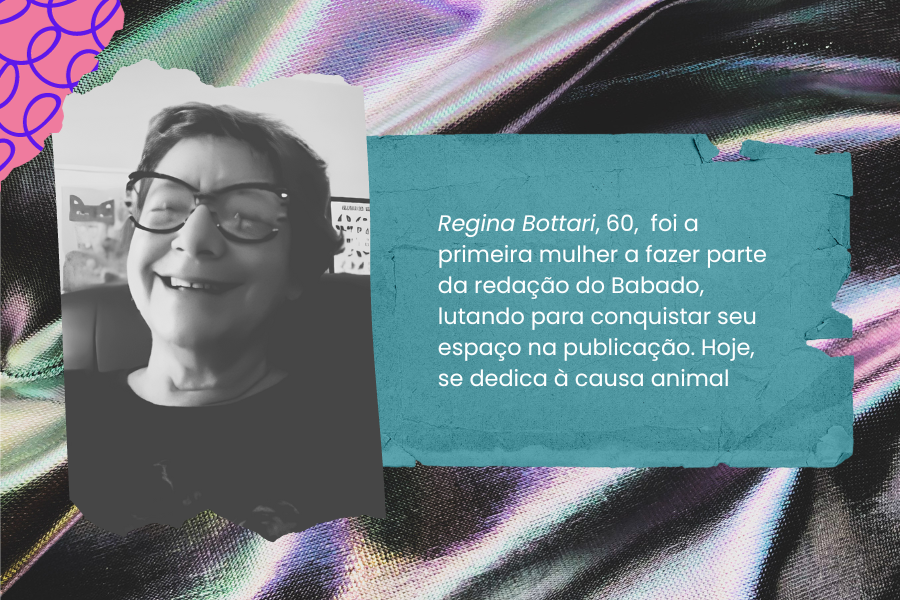 Regina Bottari, 60,  foi a
primeira mulher a fazer parte
da redação do Babado,
lutando para conquistar seu
espaço na publicação. Hoje,
se dedica à causa animal